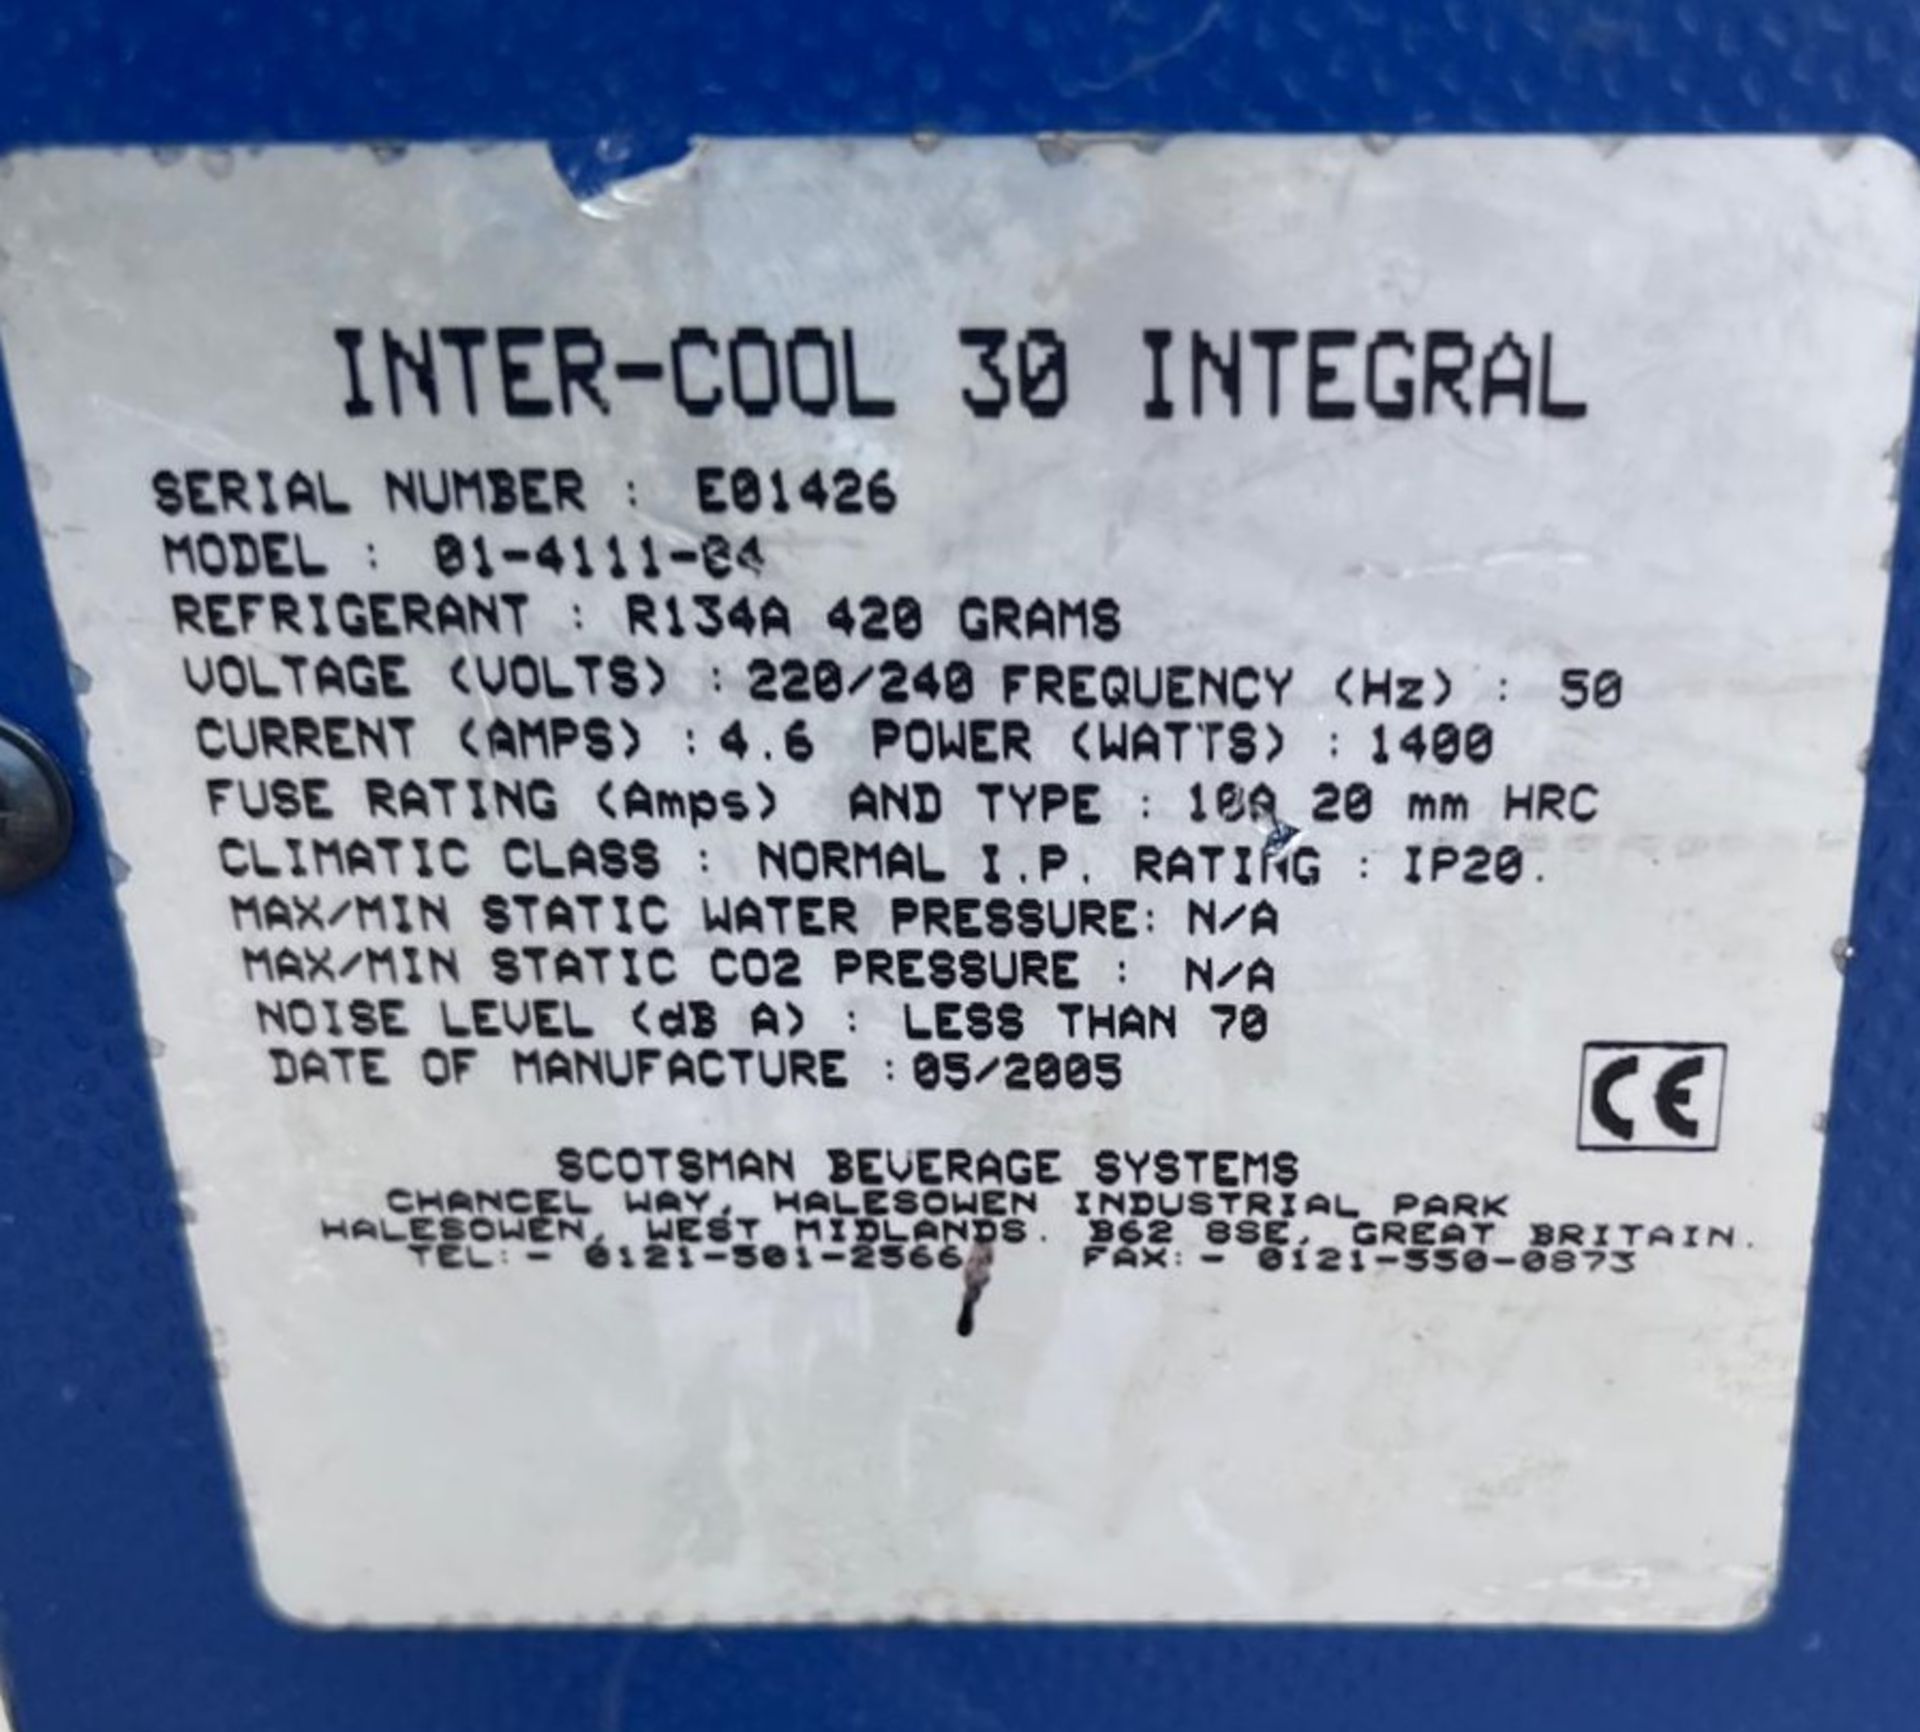 INTER-COOL 30 INTEGRAL
SERIAL NUMBER : E01426
MODEL : 01-4111-04
REFRIGERANT : R134A 420 GRAMS
VOLTAGE (VOLTS) : 220/240 FREQUENCY (Hz) : 50
CURRENT (AMPS) : 4.6 POWER (WATTS) : 1400
FUSE RATING (Amps) AND TYPE : 10A 20 mm HRC
CLIMATIC CLASS : NORMAL I.P. RATING : IP20.
MAX/MIN STATIC WATER PRESSURE: N/A
MAX/MIN STATIC CO2 PRESSURE : N/A
NOISE LEVEL (dB A) : LESS THAN 70
DATE OF MANUFACTURE : 05/2005
CE
SCOTSMAN BEVERAGE SYSTEMS
CHANCEL WAY, HALESOWEN INDUSTRIAL PARK
HALESOWEN, WEST MIDLANDS. B62 8SE, GREAT BRITAIN.
TEL:- 0121-501-2566 FAX:- 0121-550-0873